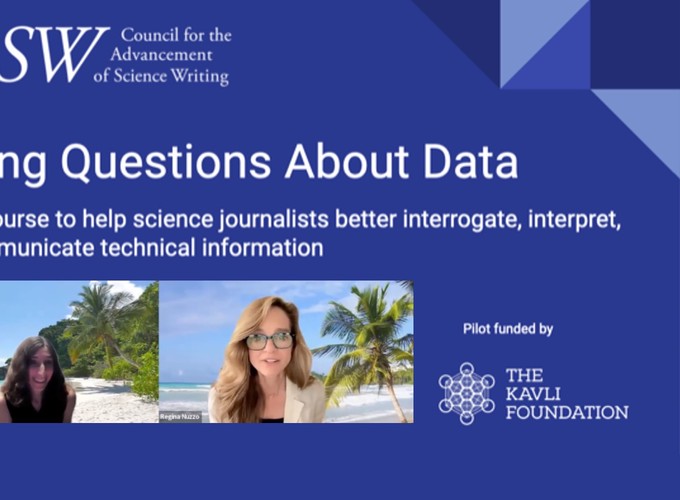 SW
Council for the
Advancement
of Science Writing
ng Questions About Data
ourse to help science journalists better interrogate, interpret,
municate technical information
Pilot funded by
THE
KAVLI
FOUNDATION
Regina Nuzzo